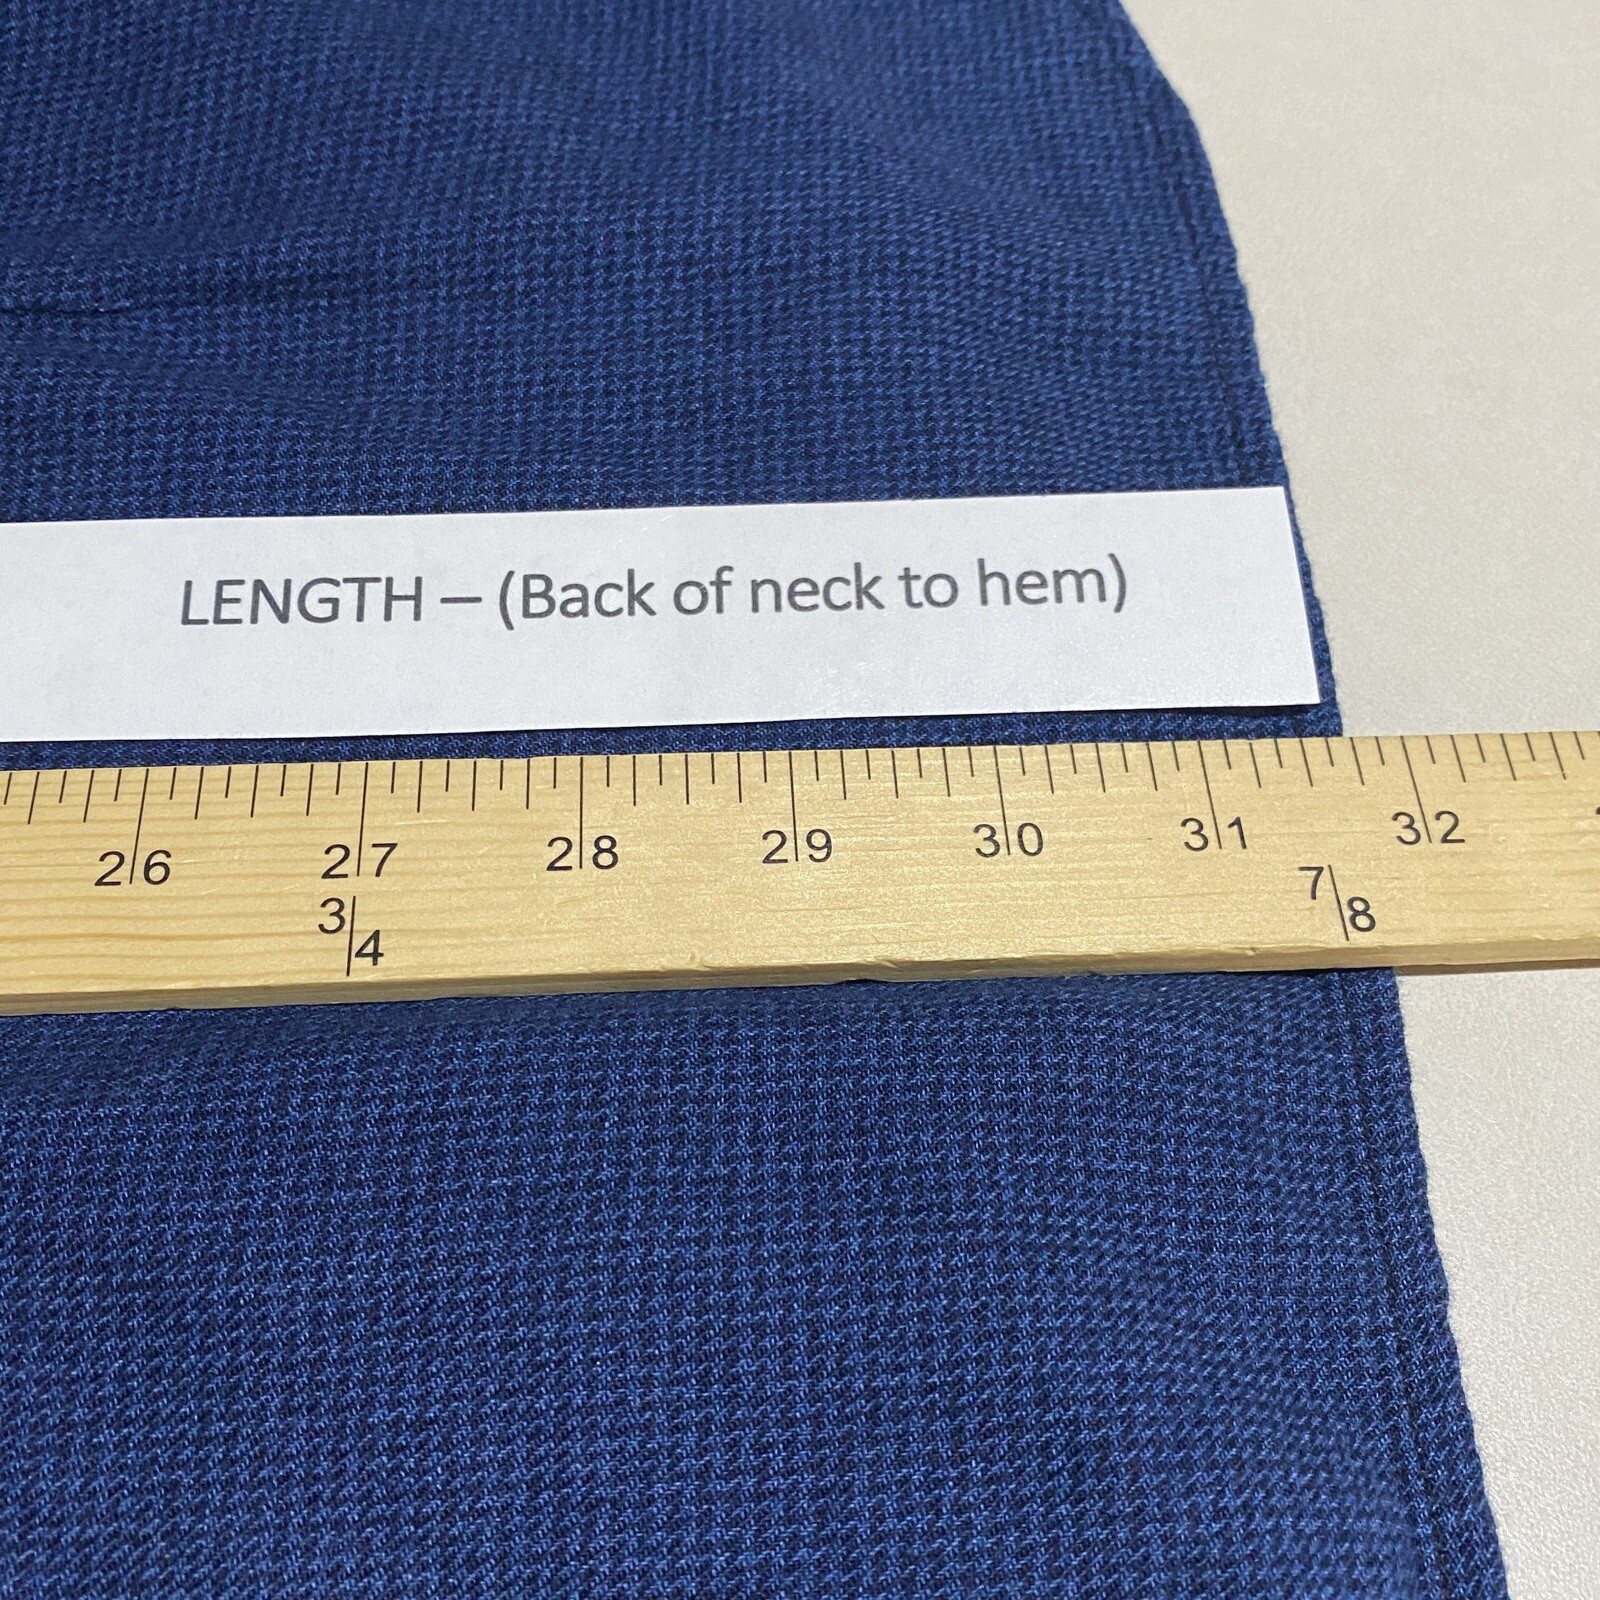 LENGTH – (Back of neck to hem)
26 27 28 29 30 31 32
3/4 7/8